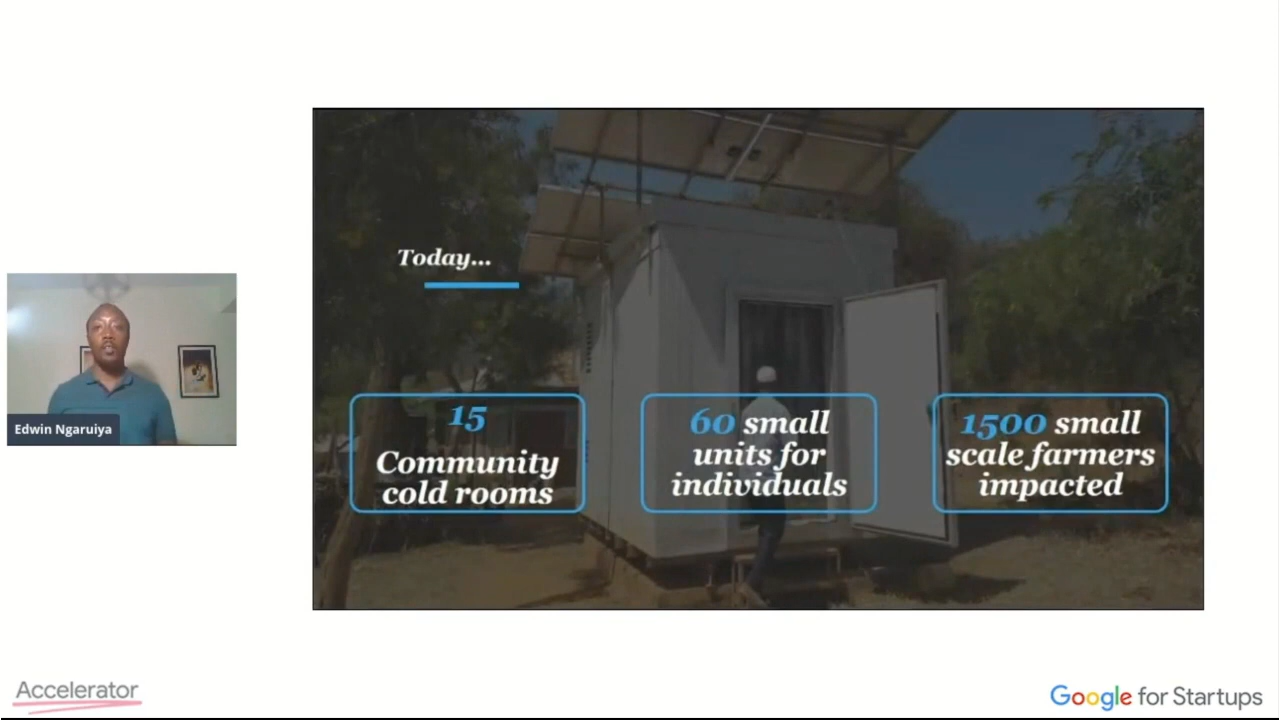 Today...
15
Community
cold rooms
60 small
units for
individuals
1500 small
scale farmers
impacted
Edwin Ngaruiya
Accelerator
Google for Startups